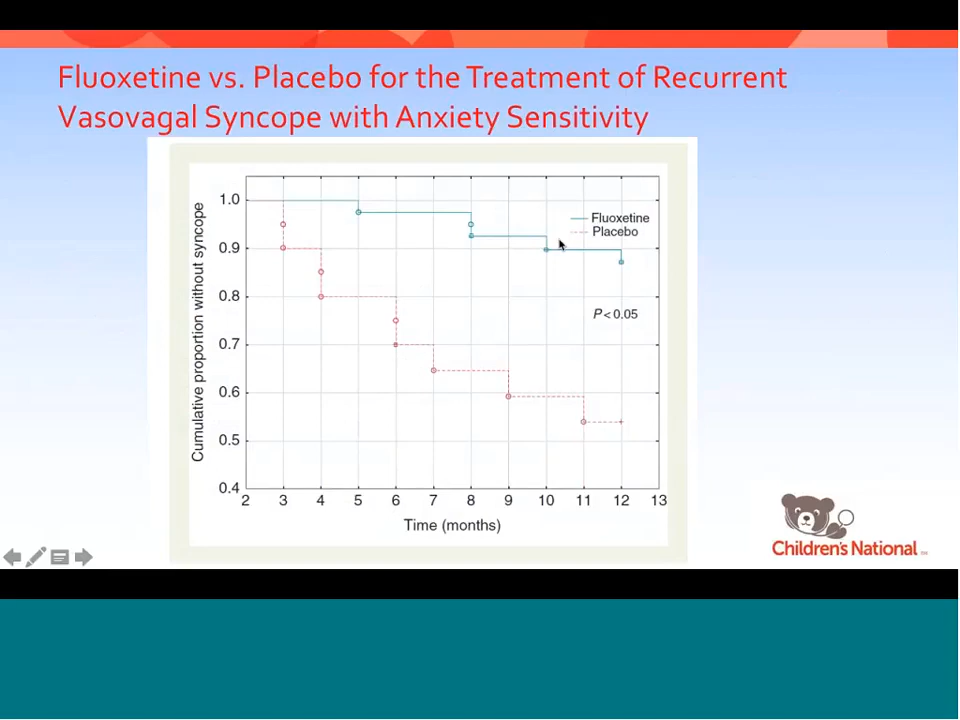 Fluoxetine vs. Placebo for the Treatment of Recurrent
Vasovagal Syncope with Anxiety Sensitivity
Cumulative proportion without syncope
1.0
0.9
0.8
0.7
0.6
0.5
0.4
Fluoxetine
Placebo
P < 0.05
2 3 4 5 6 7 8 9 10 11 12 13
Time (months)
Children's National